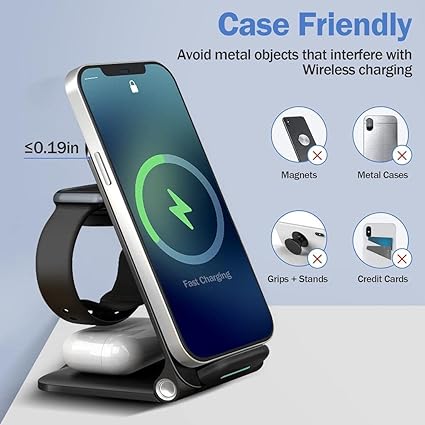 Case Friendly
Avoid metal objects that interfere with
Wireless charging
≤0.19in
Magnets
Metal Cases
Fast Charging
Grips + Stands
Credit Cards